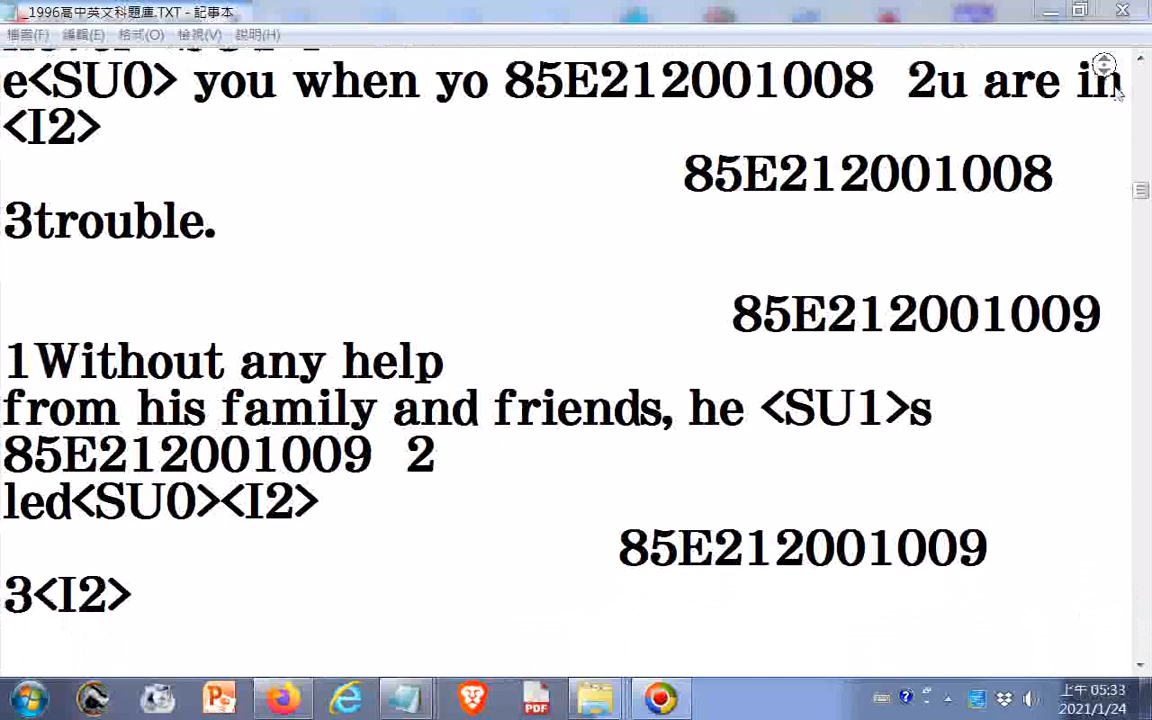 _1996高中英文科題庫.TXT - 記事本
檔案(F) 編輯(E) 格式(O) 檢視(V) 說明(H)
e<SU0> you when yo 85E212001008 2u are in
<I2>
85E212001008
3trouble.
85E212001009
1Without any help
from his family and friends, he <SU1>s
85E212001009 2
led<SU0><I2>
85E212001009
3<I2>
PDF
上午 05:33
2021/1/24